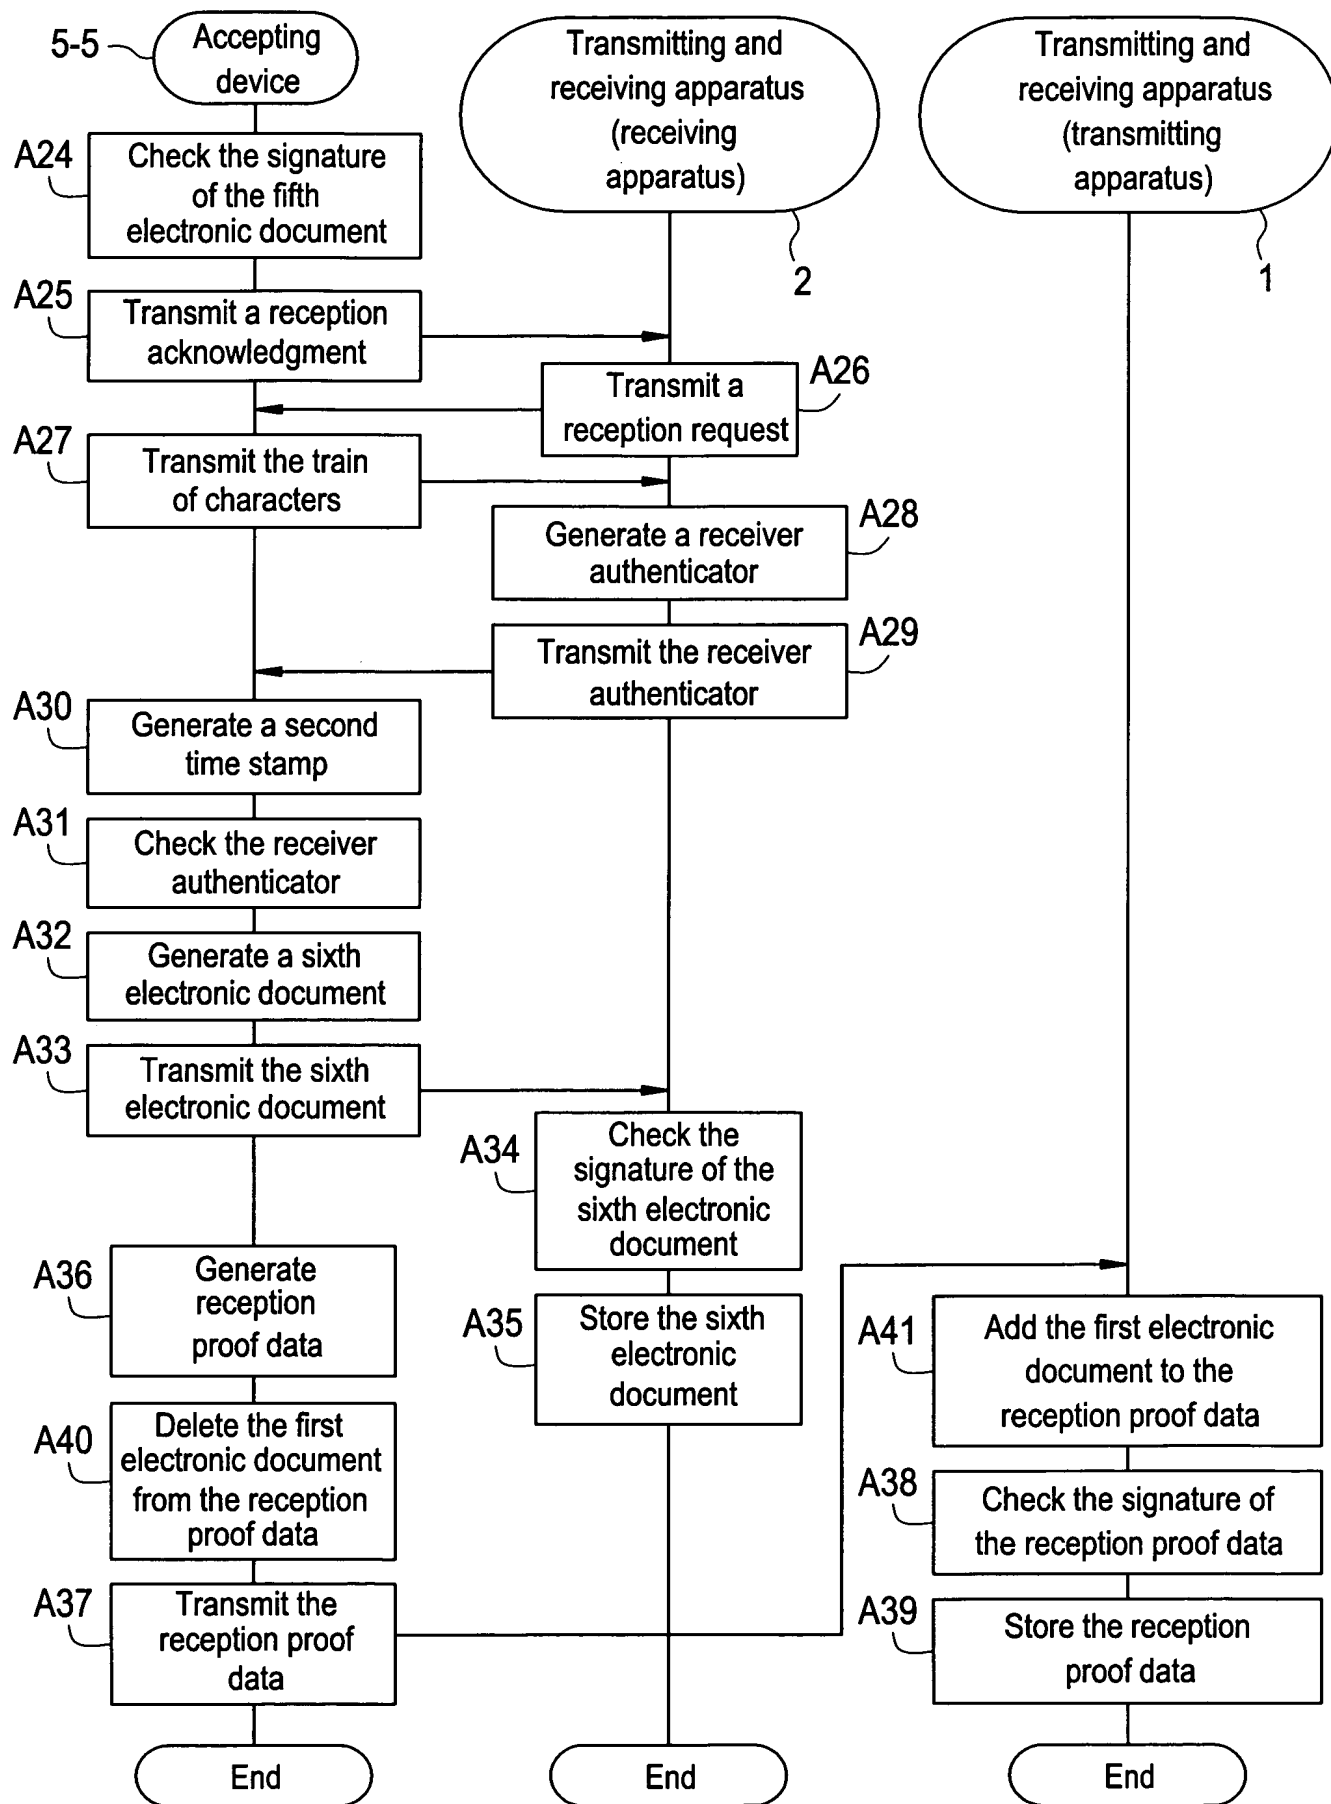 5-5
Accepting
device
Transmitting and
receiving apparatus
(receiving
apparatus)
2
Transmitting and
receiving apparatus
(transmitting
apparatus)
1
A24
Check the signature
of the fifth
electronic document
A25
Transmit a reception
acknowledgment
A26
Transmit a
reception request
A27
Transmit the train
of characters
A28
Generate a receiver
authenticator
A29
Transmit the receiver
authenticator
A30
Generate a second
time stamp
A31
Check the receiver
authenticator
A32
Generate a sixth
electronic document
A33
Transmit the sixth
electronic document
A34
Check the
signature of the
sixth electronic
document
A36
Generate
reception
proof data
A35
Store the sixth
electronic
document
A41
Add the first electronic
document to the
reception proof data
A40
Delete the first
electronic document
from the reception
proof data
A38
Check the signature of
the reception proof data
A37
Transmit the
reception proof
data
A39
Store the reception
proof data
End
End
End